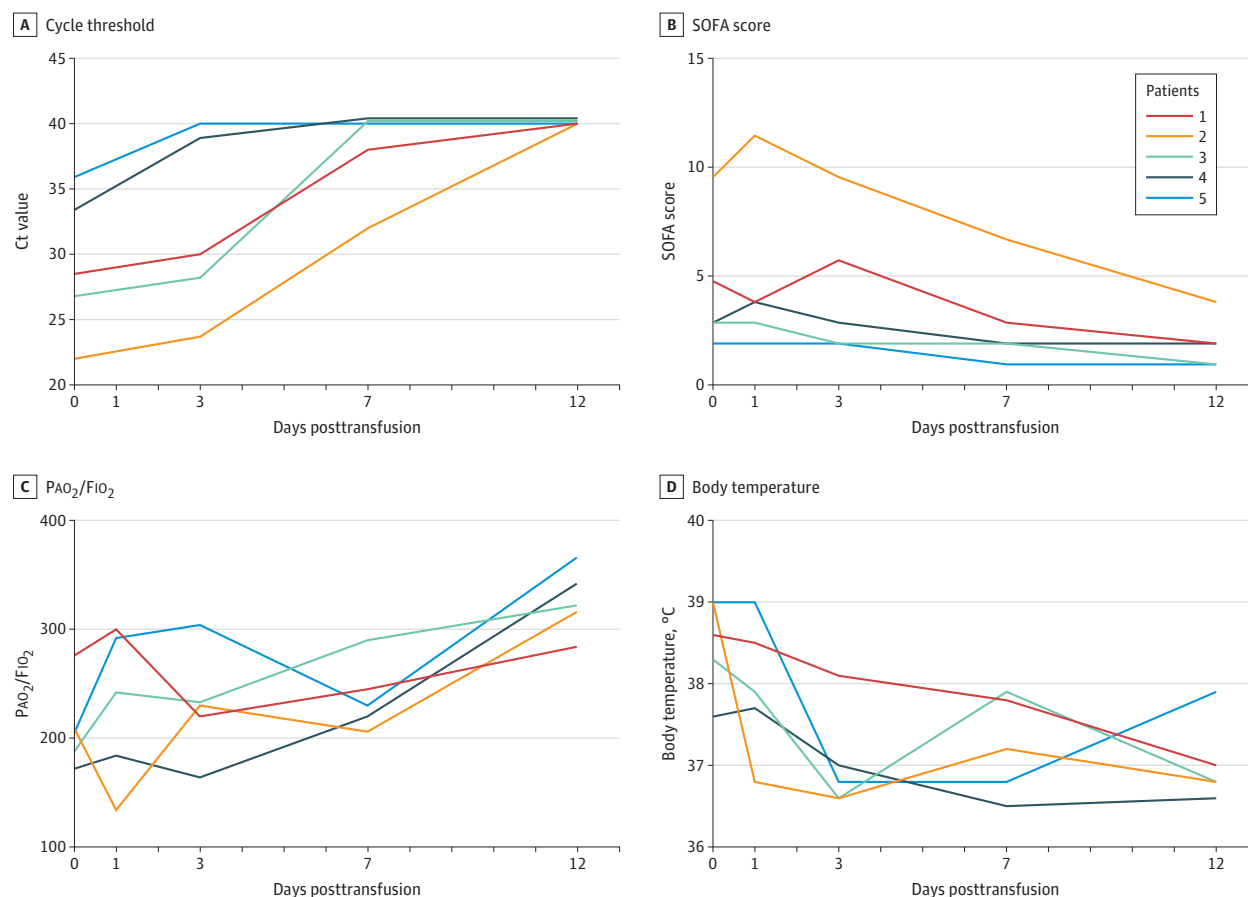 A Cycle threshold
45
40
35
30
25
20
Ct value
0 1 3 7 12
Days posttransfusion
B SOFA score
15
10
5
0
SOFA score
0 1 3 7 12
Days posttransfusion
Patients
1
2
3
4
5
C PAO2/FIO2
400
300
200
100
PAO2/FIO2
0 1 3 7 12
Days posttransfusion
D Body temperature
40
39
38
37
36
Body temperature, °C
0 1 3 7 12
Days posttransfusion